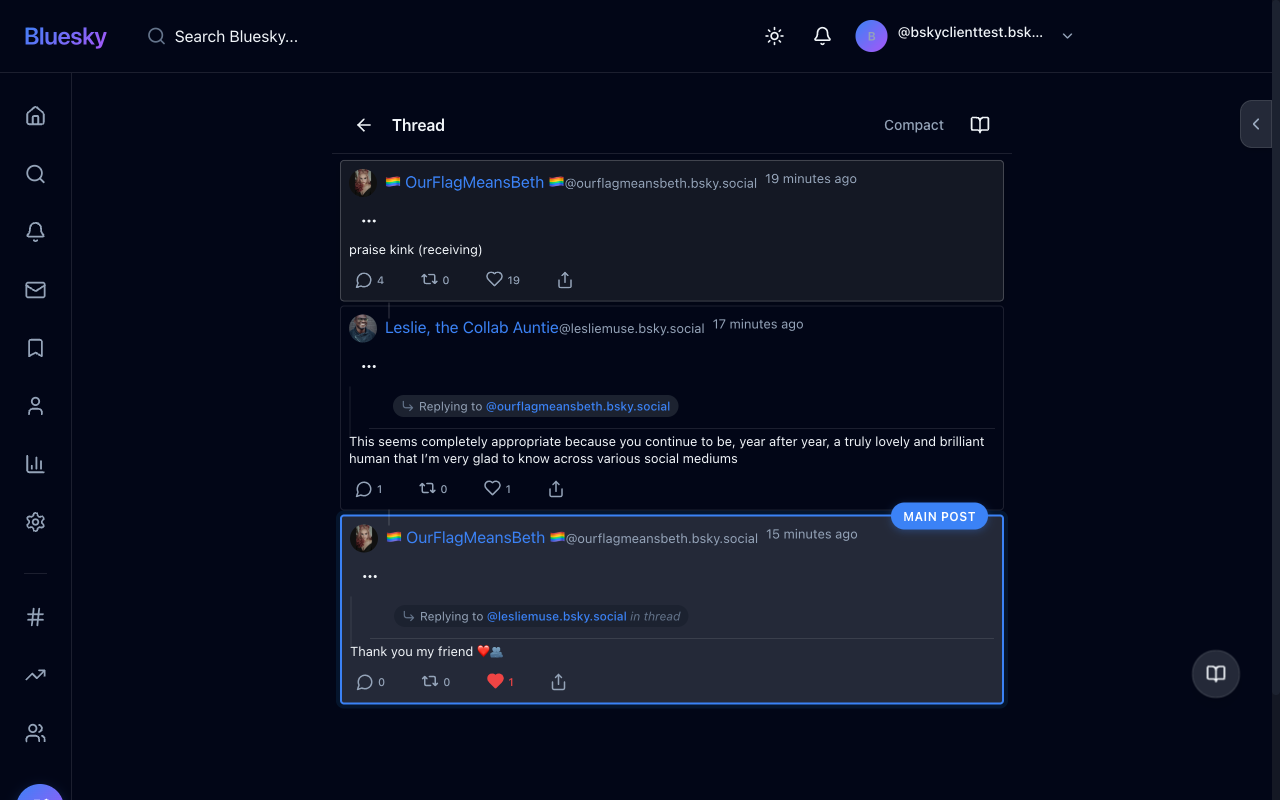 Bluesky
Search Bluesky...
B
@bskyclienttest.bsk...
Thread
Compact
🏳️‍🌈 OurFlagMeansBeth 🏳️‍🌈@ourflagmeansbeth.bsky.social 19 minutes ago
...
praise kink (receiving)
4 0 19
Leslie, the Collab Auntie@lesliemuse.bsky.social 17 minutes ago
...
Replying to @ourflagmeansbeth.bsky.social
This seems completely appropriate because you continue to be, year after year, a truly lovely and brilliant
human that I’m very glad to know across various social mediums
1 0 1
MAIN POST
🏳️‍🌈 OurFlagMeansBeth 🏳️‍🌈@ourflagmeansbeth.bsky.social 15 minutes ago
...
Replying to @lesliemuse.bsky.social in thread
Thank you my friend ❤️🫂
0 0 1